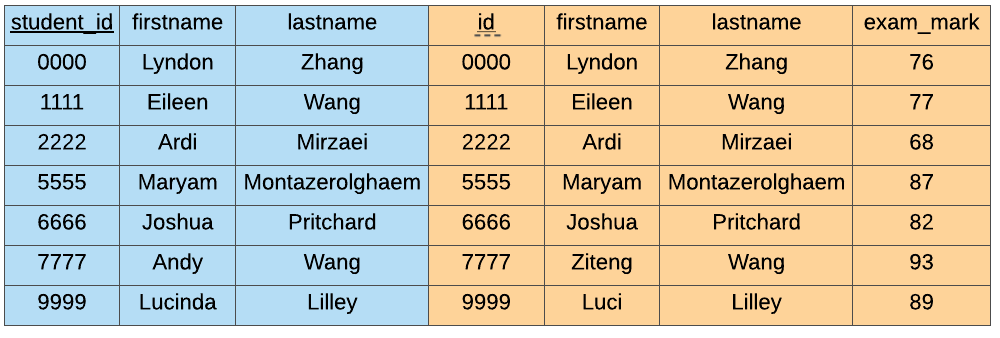 student_id firstname lastname id firstname lastname exam_mark
0000 Lyndon Zhang 0000 Lyndon Zhang 76
1111 Eileen Wang 1111 Eileen Wang 77
2222 Ardi Mirzaei 2222 Ardi Mirzaei 68
5555 Maryam Montazerolghaem 5555 Maryam Montazerolghaem 87
6666 Joshua Pritchard 6666 Joshua Pritchard 82
7777 Andy Wang 7777 Ziteng Wang 93
9999 Lucinda Lilley 9999 Luci Lilley 89